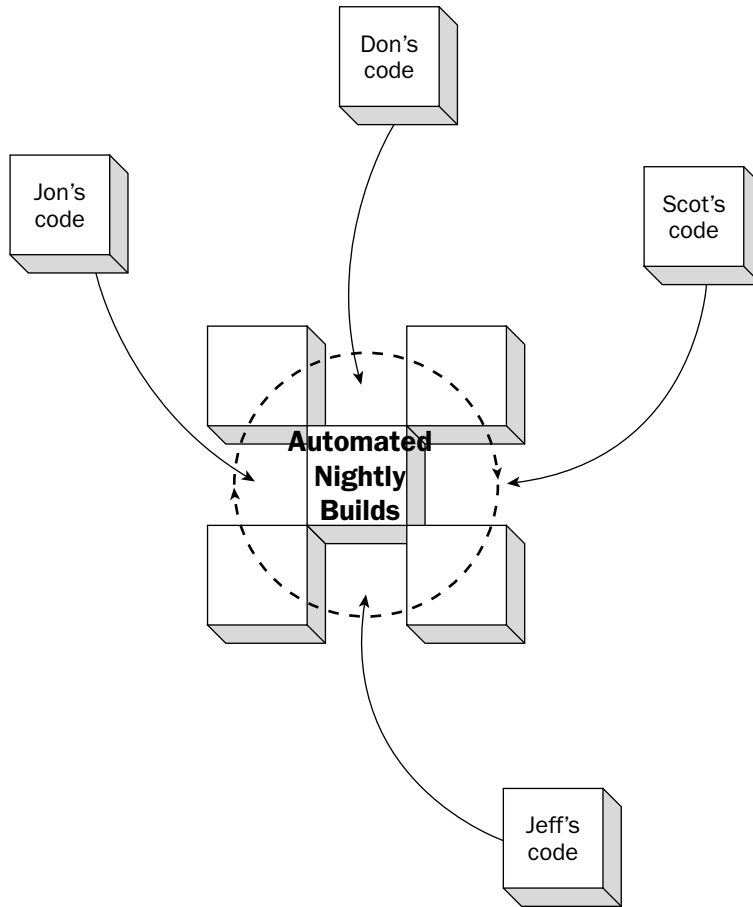 Don's
code
Jon's
code
Scot's
code
Automated
Nightly
Builds
Jeff's
code